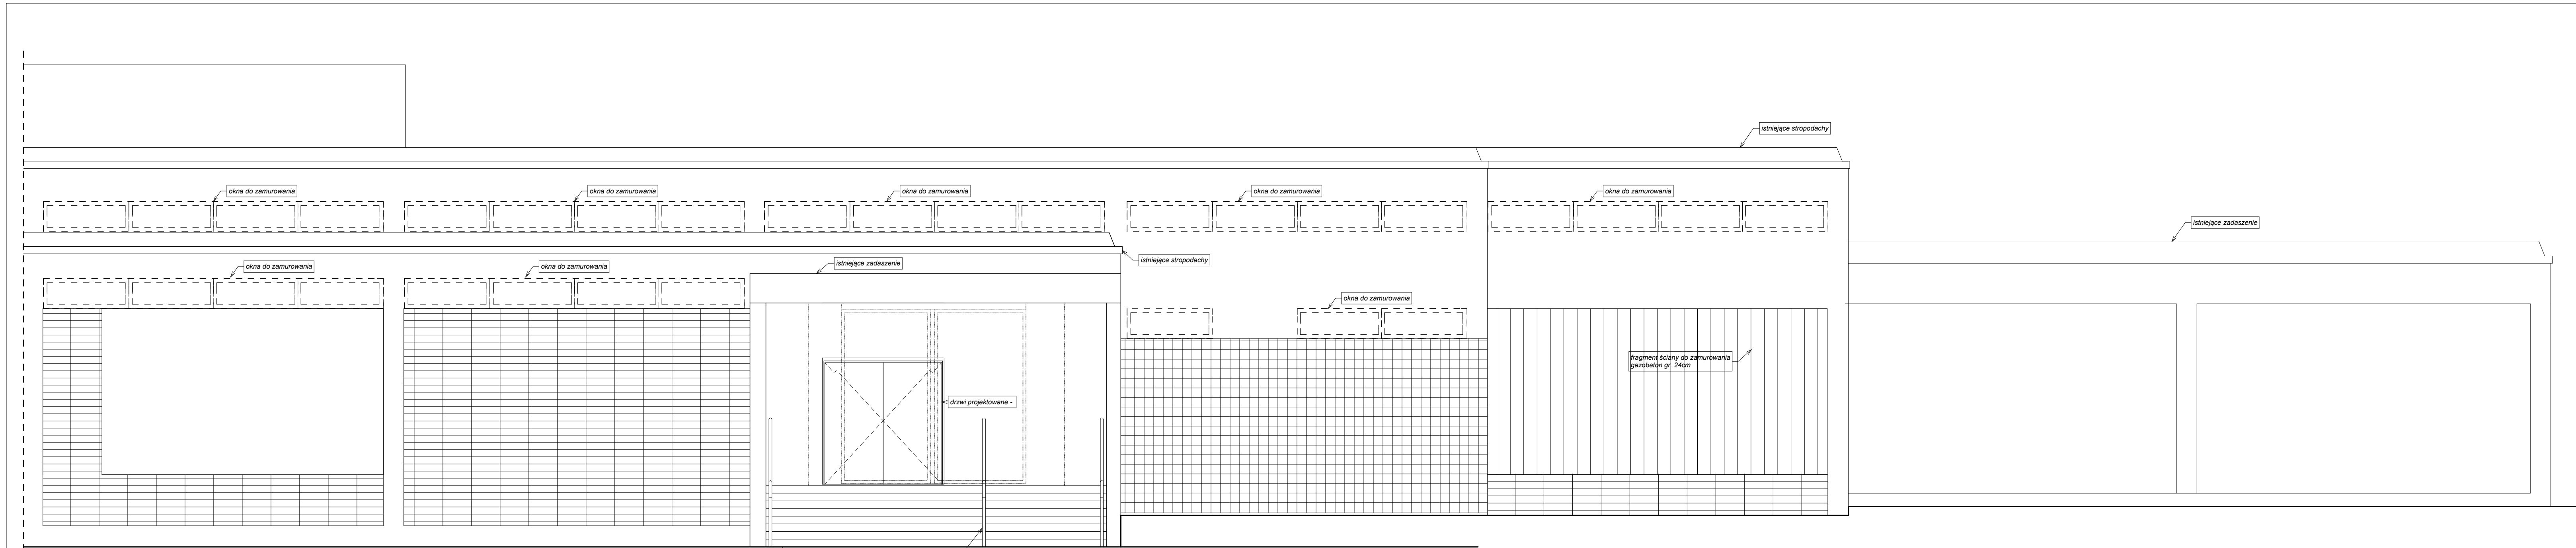 istniejące stropodachy
okna do zamurowania
okna do zamurowania
okna do zamurowania
okna do zamurowania
okna do zamurowania
istniejące zadaszenie
istniejące stropodachy
okna do zamurowania
okna do zamurowania
istniejące zadaszenie
okna do zamurowania
fragment ściany do zamurowania
gazobeton gr. 24cm
drzwi projektowane -